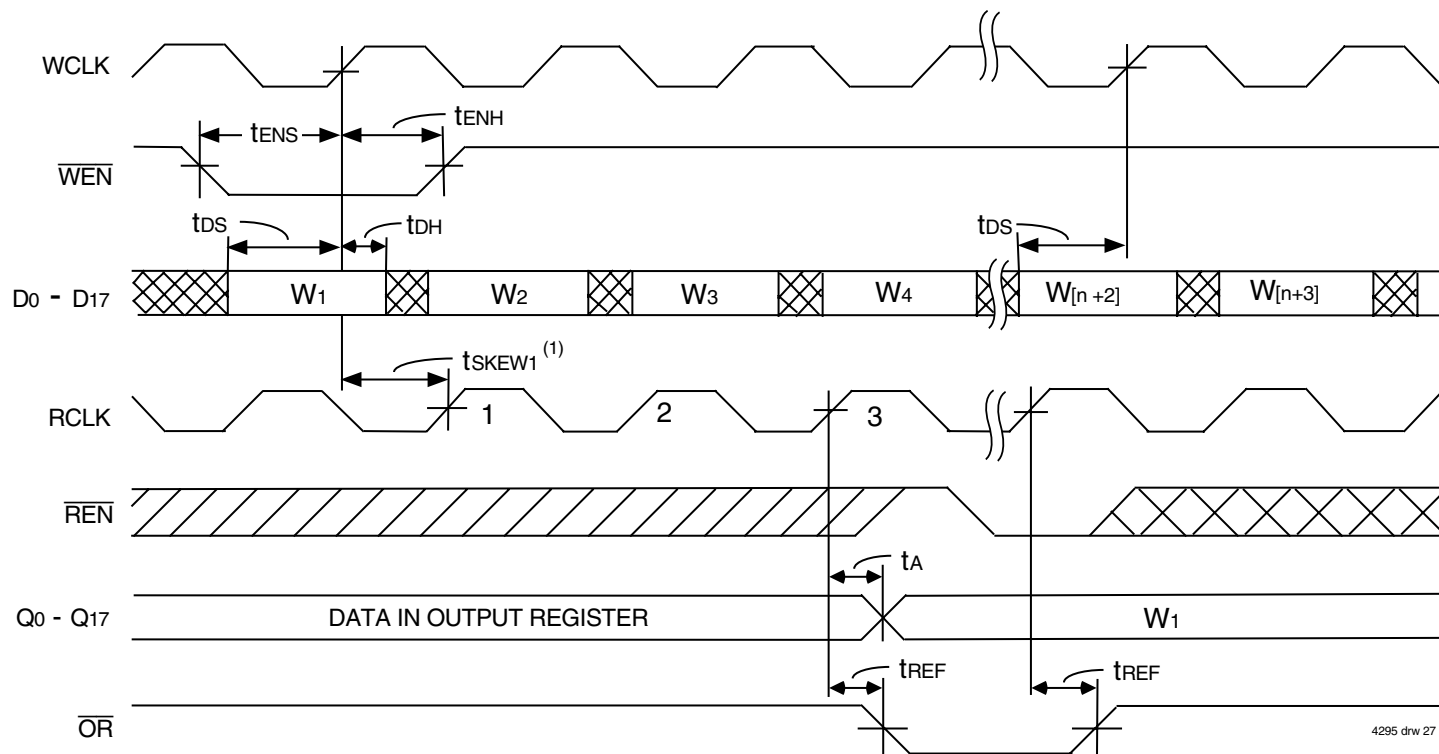 WCLK
tENS
tENH
WEN
tDS
tDH
tDS
D0 - D17
W1
W2
W3
W4
W[n +2]
W[n+3]
tSKEW1 (1)
RCLK
1
2
3
REN
tA
Q0 - Q17
DATA IN OUTPUT REGISTER
W1
tREF
tREF
OR
4295 drw 27